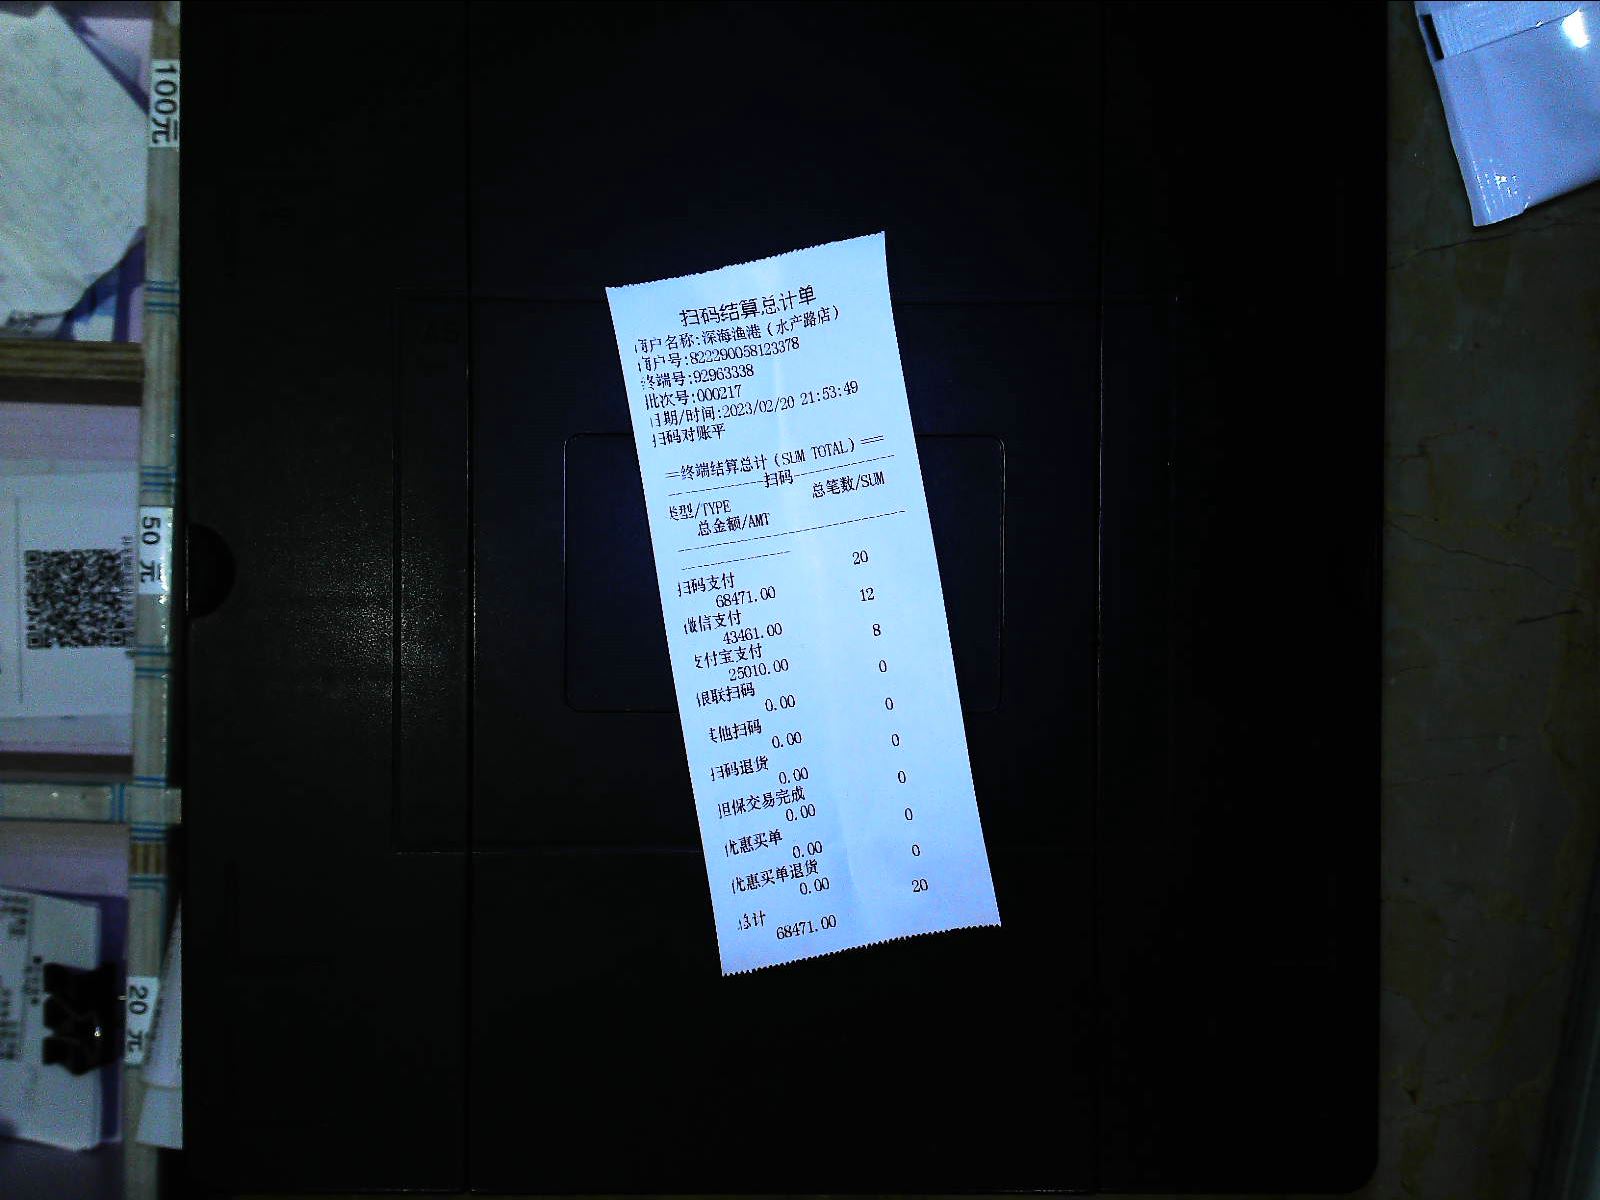 扫码结算总计单
商户名称:深海渔港(水产路店)
商户号:822290058123378
终端号:92963338
批次号:000217
日期/时间:2023/02/20 21:53:49
扫码对账平
==终端结算总计(SUM TOTAL)===
扫码
类型/TYPE 总笔数/SUM
总金额/AMT
扫码支付 20
68471.00
微信支付 12
43461.00
支付宝支付 8
25010.00
银联扫码 0
0.00
其他扫码 0
0.00
扫码退货 0
0.00
担保交易完成 0
0.00
优惠买单 0
0.00
优惠买单退货 0
0.00
总计 20
68471.00
100元
50 元
20 元